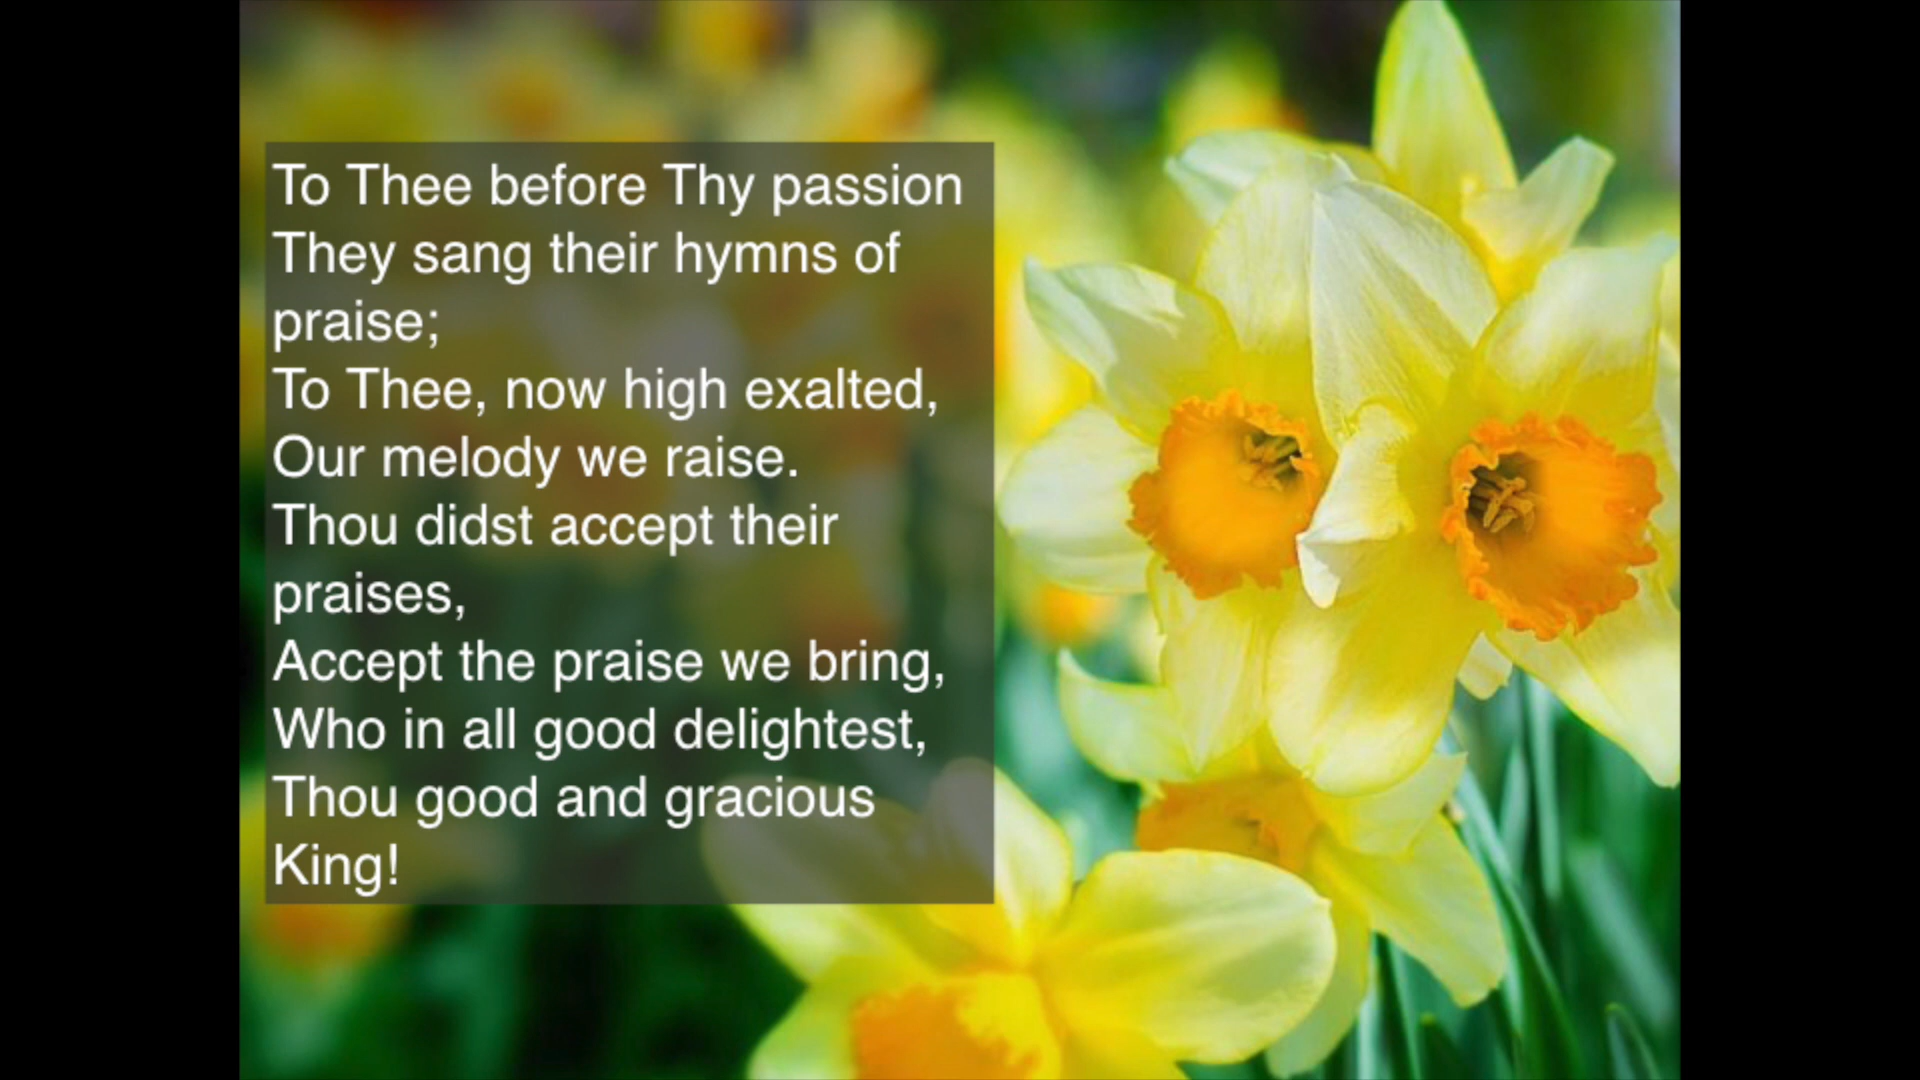 To Thee before Thy passion
They sang their hymns of
praise;
To Thee, now high exalted,
Our melody we raise.
Thou didst accept their
praises,
Accept the praise we bring,
Who in all good delightest,
Thou good and gracious
King!